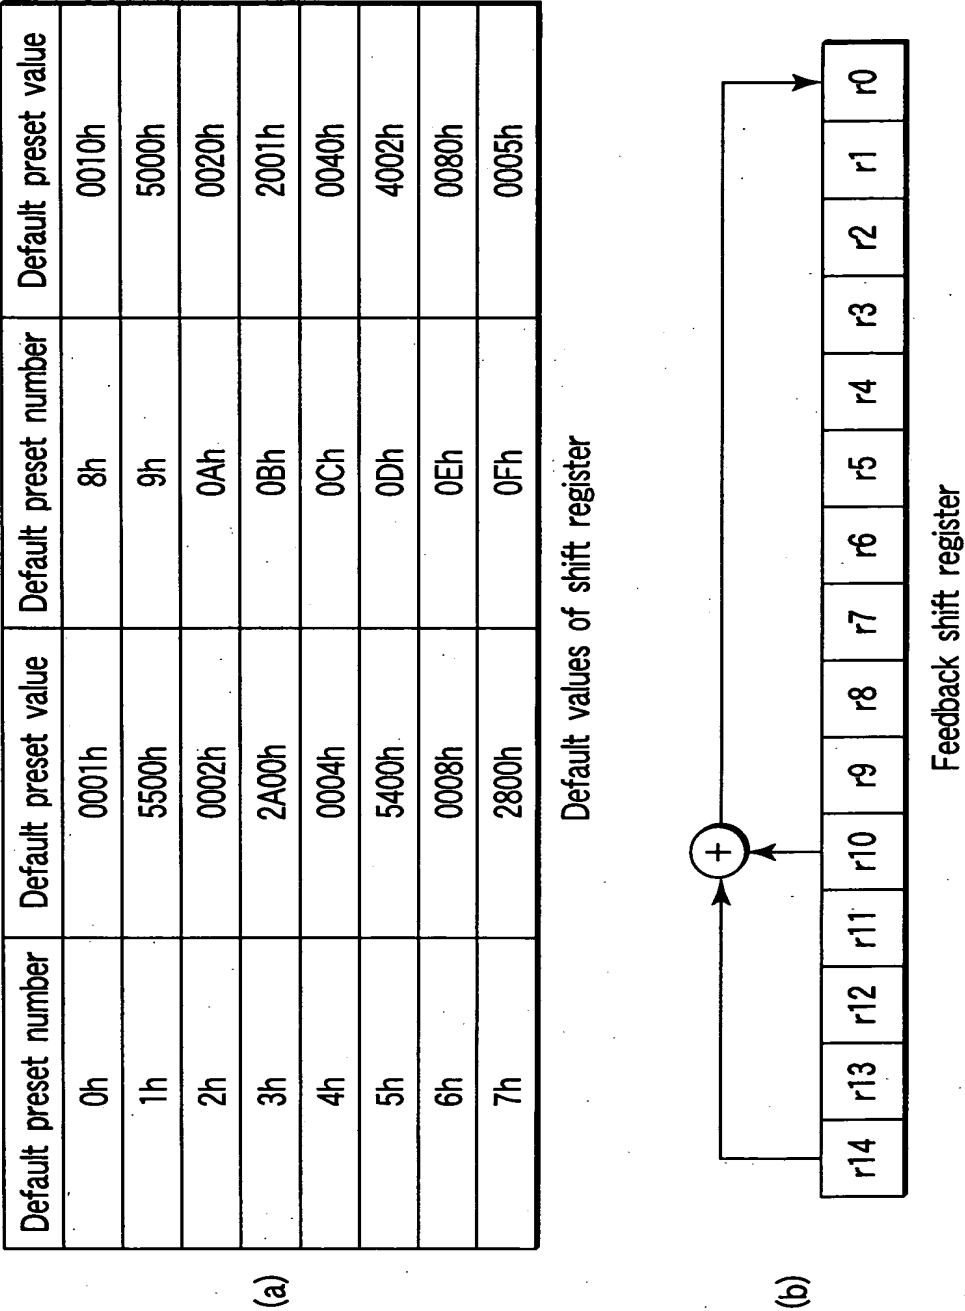 (a)
Default preset number Default preset value Default preset number Default preset value
0h 0001h 8h 0010h
1h 5500h 9h 5000h
2h 0002h 0Ah 0020h
3h 2A00h 0Bh 2001h
4h 0004h 0Ch 0040h
5h 5400h 0Dh 4002h
6h 0008h 0Eh 0080h
7h 2800h 0Fh 0005h
Default values of shift register
(b)
+
r14 r13 r12 r11 r10 r9 r8 r7 r6 r5 r4 r3 r2 r1 r0
Feedback shift register